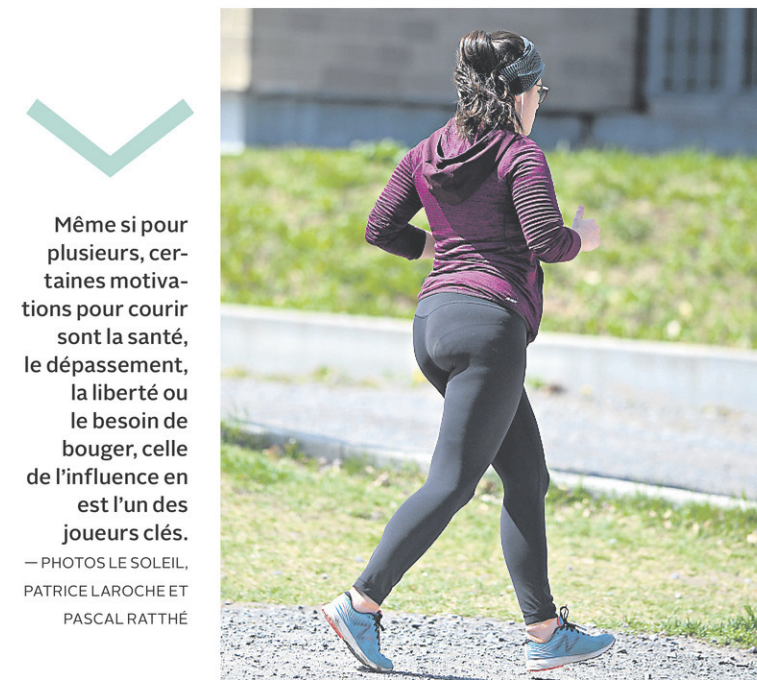 Même si pour
plusieurs, cer-
taines motiva-
tions pour courir
sont la santé,
le dépassement,
la liberté ou
le besoin de
bouger, celle
de l'influence en
est l'un des
joueurs clés.
— PHOTOS LE SOLEIL,
PATRICE LAROCHE ET
PASCAL RATTHÉ